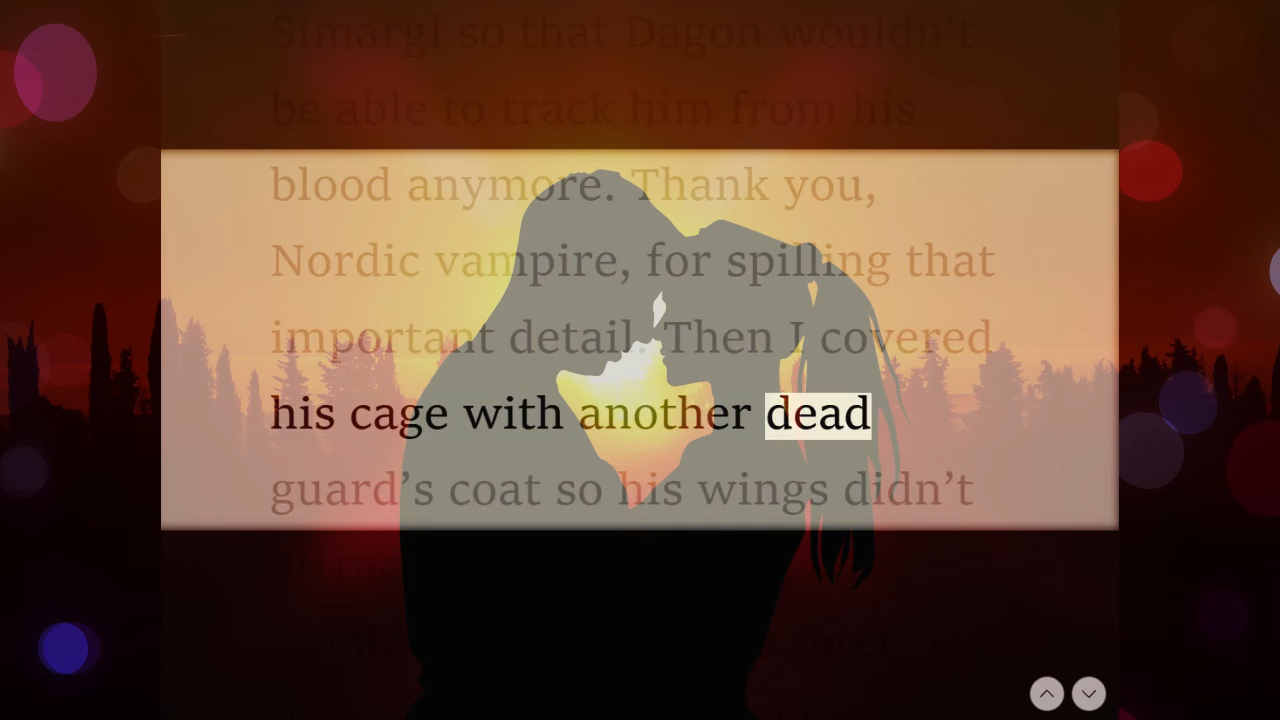 Simargl so that Dagon wouldn't
be able to track him from his
blood anymore. Thank you,
Nordic vampire, for spilling that
important detail. Then I covered
his cage with another dead
guard's coat so his wings didn't